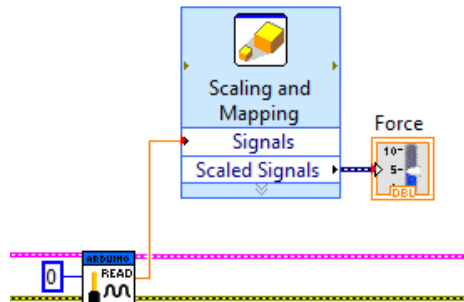 Scaling and
Mapping
Signals
Scaled Signals
Force
10-
5-
DBL
ARDUINO
READ
0